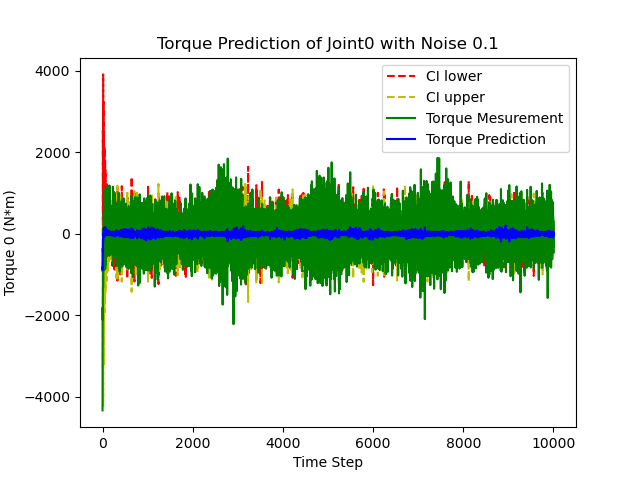 Torque Prediction of Joint0 with Noise 0.1
CI lower
CI upper
Torque Mesurement
Torque Prediction
4000
2000
0
−2000
−4000
Torque 0 (N*m)
0 2000 4000 6000 8000 10000
Time Step